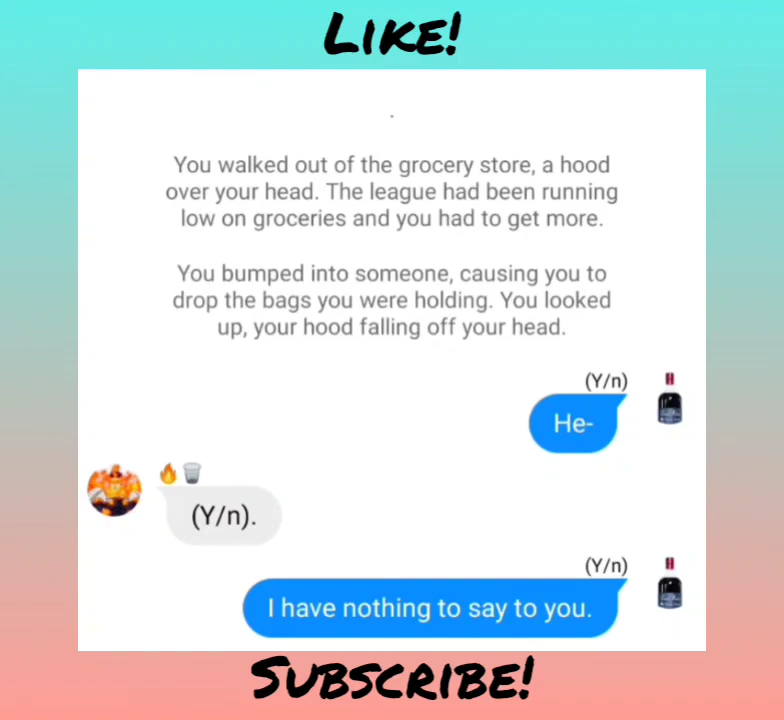 LIKE!
.
You walked out of the grocery store, a hood
over your head. The league had been running
low on groceries and you had to get more.
You bumped into someone, causing you to
drop the bags you were holding. You looked
up, your hood falling off your head.
(Y/n)
He-
🔥🗑️
(Y/n).
(Y/n)
I have nothing to say to you.
SUBSCRIBE!